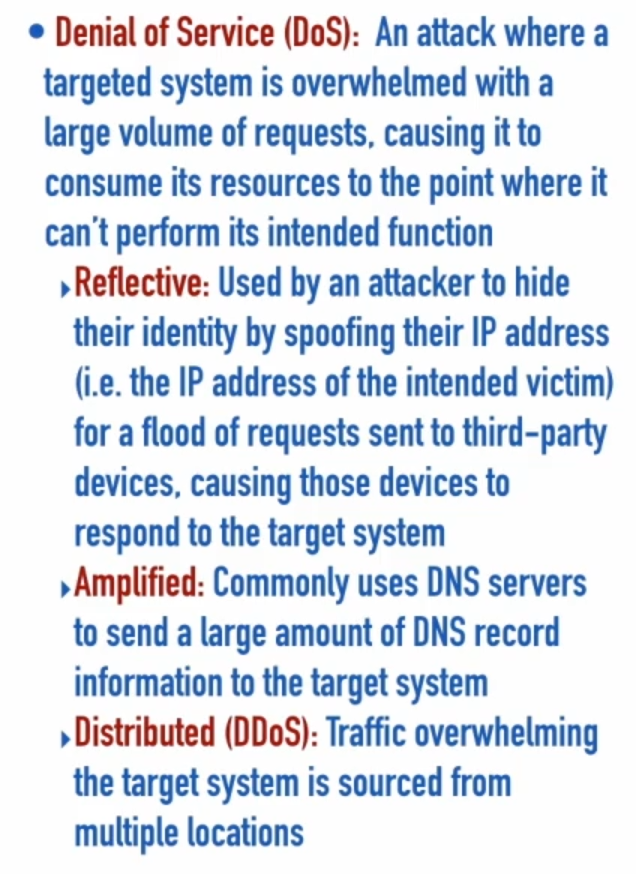 • Denial of Service (DoS): An attack where a
targeted system is overwhelmed with a
large volume of requests, causing it to
consume its resources to the point where it
can't perform its intended function
▸Reflective: Used by an attacker to hide
their identity by spoofing their IP address
(i.e. the IP address of the intended victim)
for a flood of requests sent to third-party
devices, causing those devices to
respond to the target system
▸Amplified: Commonly uses DNS servers
to send a large amount of DNS record
information to the target system
▸Distributed (DDoS): Traffic overwhelming
the target system is sourced from
multiple locations